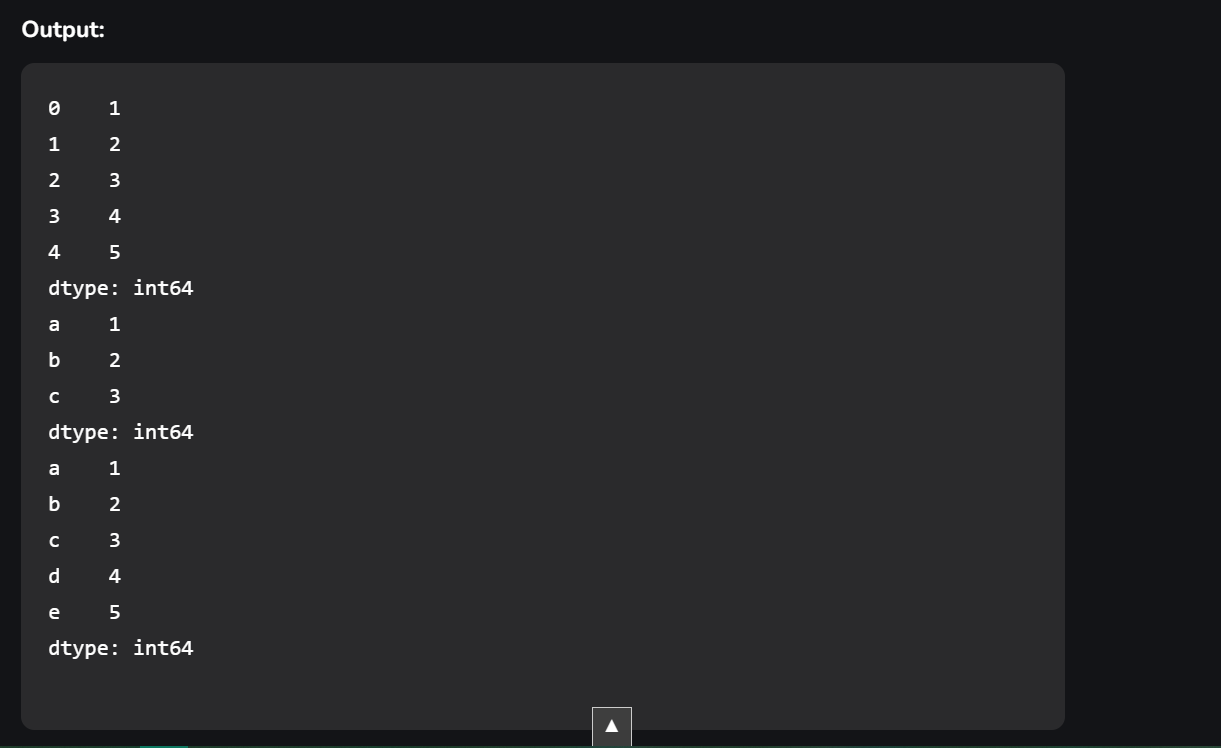 Output:
0    1
1    2
2    3
3    4
4    5
dtype: int64
a    1
b    2
c    3
dtype: int64
a    1
b    2
c    3
d    4
e    5
dtype: int64